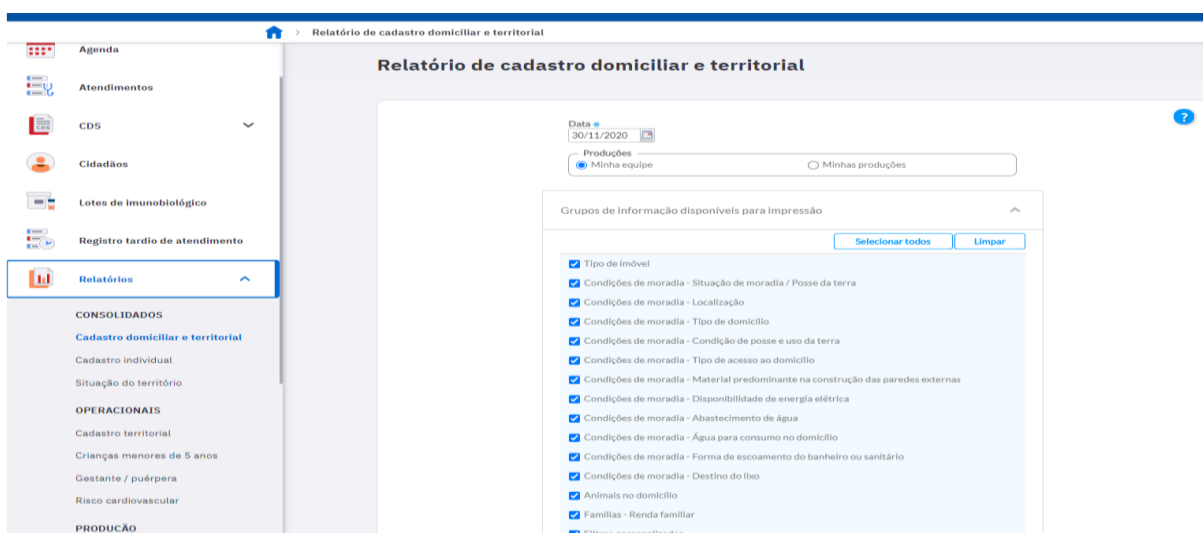 Relatório de cadastro domiciliar e territorial
Agenda
Atendimentos
CDS
CDS
Cidadãos
Lotes de imunobiológico
Registro tardio de atendimento
Relatórios
CONSOLIDADOS
Cadastro domiciliar e territorial
Cadastro individual
Situação do território
OPERACIONAIS
Cadastro territorial
Crianças menores de 5 anos
Gestante / puérpera
Risco cardiovascular
PRODUÇÃO
Relatório de cadastro domiciliar e territorial
?
Data
30/11/2020
Produções
Minha equipe Minhas produções
Grupos de informação disponíveis para impressão
Selecionar todos Limpar
Tipo de imóvel
Condições de moradia - Situação de moradia / Posse da terra
Condições de moradia - Localização
Condições de moradia - Tipo de domicílio
Condições de moradia - Condição de posse e uso da terra
Condições de moradia - Tipo de acesso ao domicílio
Condições de moradia - Material predominante na construção das paredes externas
Condições de moradia - Disponibilidade de energia elétrica
Condições de moradia - Abastecimento de água
Condições de moradia - Água para consumo no domicílio
Condições de moradia - Forma de escoamento do banheiro ou sanitário
Condições de moradia - Destino do lixo
Animais no domicílio
Famílias - Renda familiar